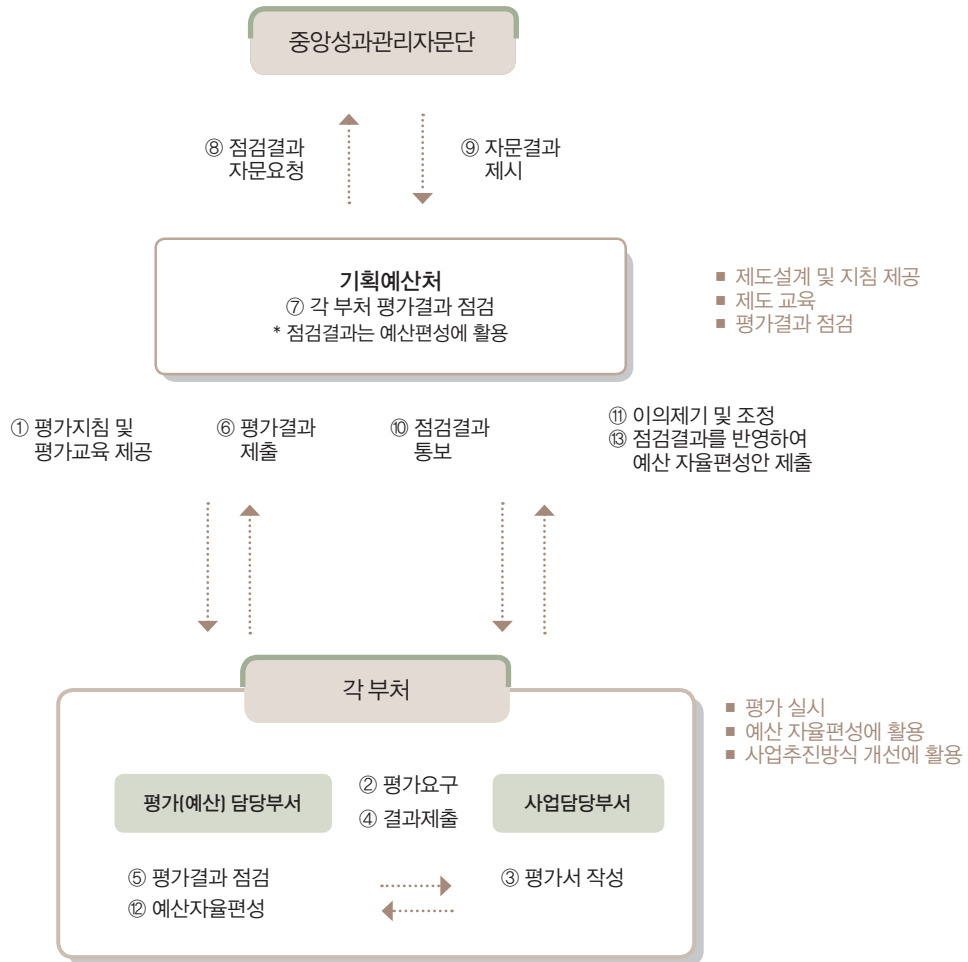 중앙성과관리자문단
⑧ 점검결과
자문요청
⑨ 자문결과
제시
기획예산처
⑦ 각 부처 평가결과 점검
* 점검결과는 예산편성에 활용
■ 제도설계 및 지침 제공
■ 제도 교육
■ 평가결과 점검
① 평가지침 및
평가교육 제공
⑥ 평가결과
제출
⑩ 점검결과
통보
⑪ 이의제기 및 조정
⑬ 점검결과를 반영하여
예산 자율편성안 제출
각 부처
■ 평가 실시
■ 예산 자율편성에 활용
■ 사업추진방식 개선에 활용
평가(예산) 담당부서
② 평가요구
④ 결과제출
사업담당부서
⑤ 평가결과 점검
⑫ 예산자율편성
③ 평가서 작성